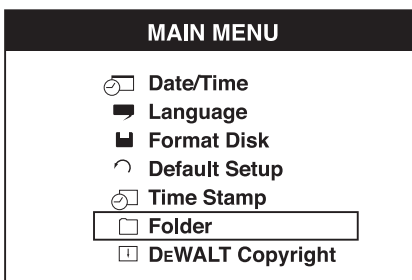 MAIN MENU
Date/Time
Language
Format Disk
Default Setup
Time Stamp
Folder
DEWALT Copyright